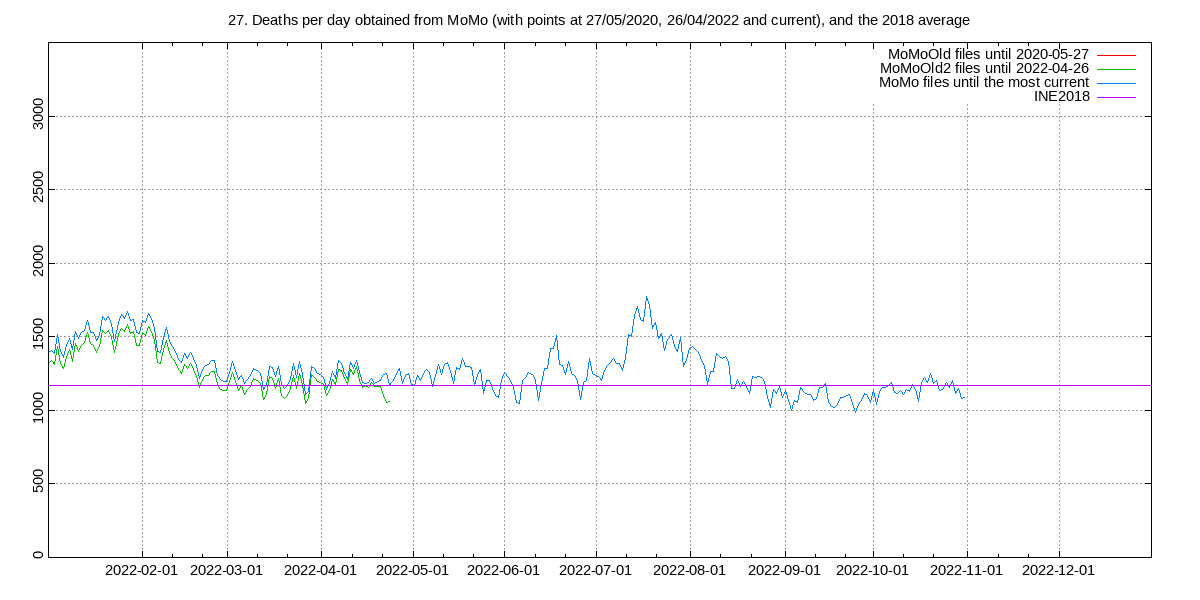 27. Deaths per day obtained from MoMo (with points at 27/05/2020, 26/04/2022 and current), and the 2018 average
MoMoOld files until 2020-05-27
MoMoOld2 files until 2022-04-26
MoMo files until the most current
INE2018
3000
2500
2000
1500
1000
500
0
2022-02-01 2022-03-01 2022-04-01 2022-05-01 2022-06-01 2022-07-01 2022-08-01 2022-09-01 2022-10-01 2022-11-01 2022-12-01